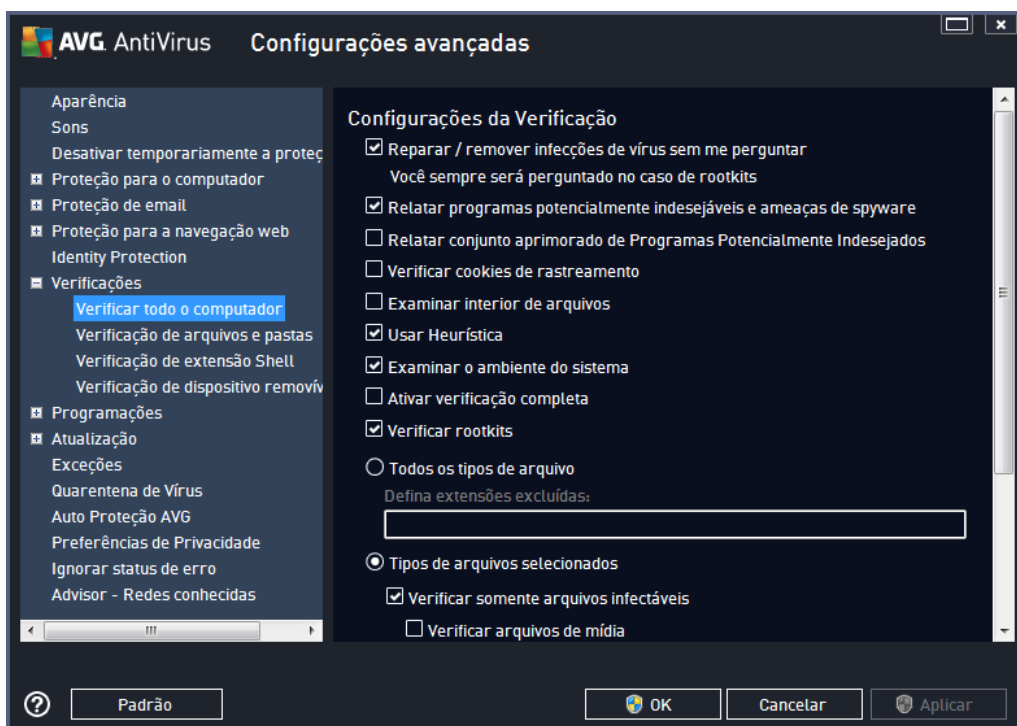 AVG. AntiVirus Configurações avançadas
Aparência
Sons
Desativar temporariamente a proteç
Proteção para o computador
Proteção de email
Proteção para a navegação web
Identity Protection
Verificações
Verificar todo o computador
Verificação de arquivos e pastas
Verificação de extensão Shell
Verificação de dispositivo removív
Programações
Atualização
Exceções
Quarentena de Vírus
Auto Proteção AVG
Preferências de Privacidade
Ignorar status de erro
Advisor - Redes conhecidas
Configurações da Verificação
Reparar / remover infecções de vírus sem me perguntar
Você sempre será perguntado no caso de rootkits
Relatar programas potencialmente indesejáveis e ameaças de spyware
Relatar conjunto aprimorado de Programas Potencialmente Indesejados
Verificar cookies de rastreamento
Examinar interior de arquivos
Usar Heurística
Examinar o ambiente do sistema
Ativar verificação completa
Verificar rootkits
Todos os tipos de arquivo
Defina extensões excluídas:
Tipos de arquivos selecionados
Verificar somente arquivos infectáveis
Verificar arquivos de mídia
Padrão OK Cancelar Aplicar